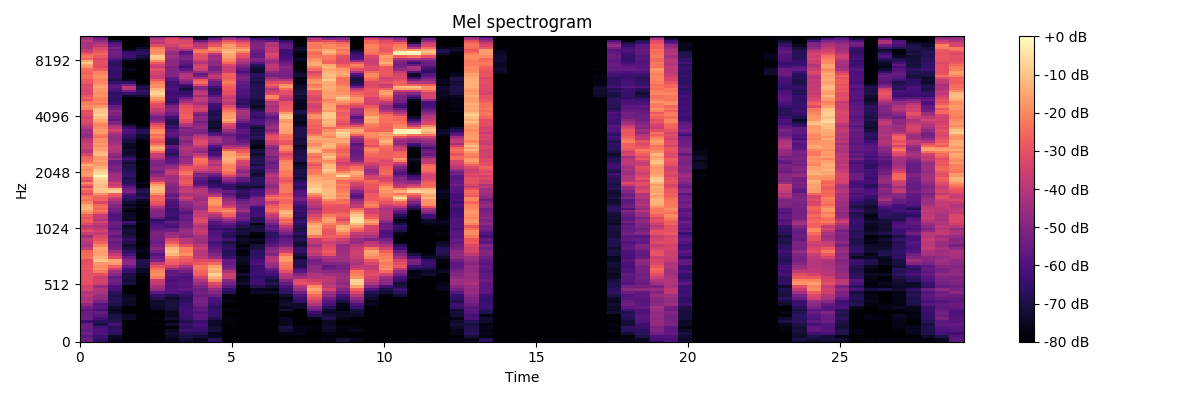 Mel spectrogram
8192
4096
2048
1024
512
0
Hz
0 5 10 15 20 25
Time
+0 dB
-10 dB
-20 dB
-30 dB
-40 dB
-50 dB
-60 dB
-70 dB
-80 dB